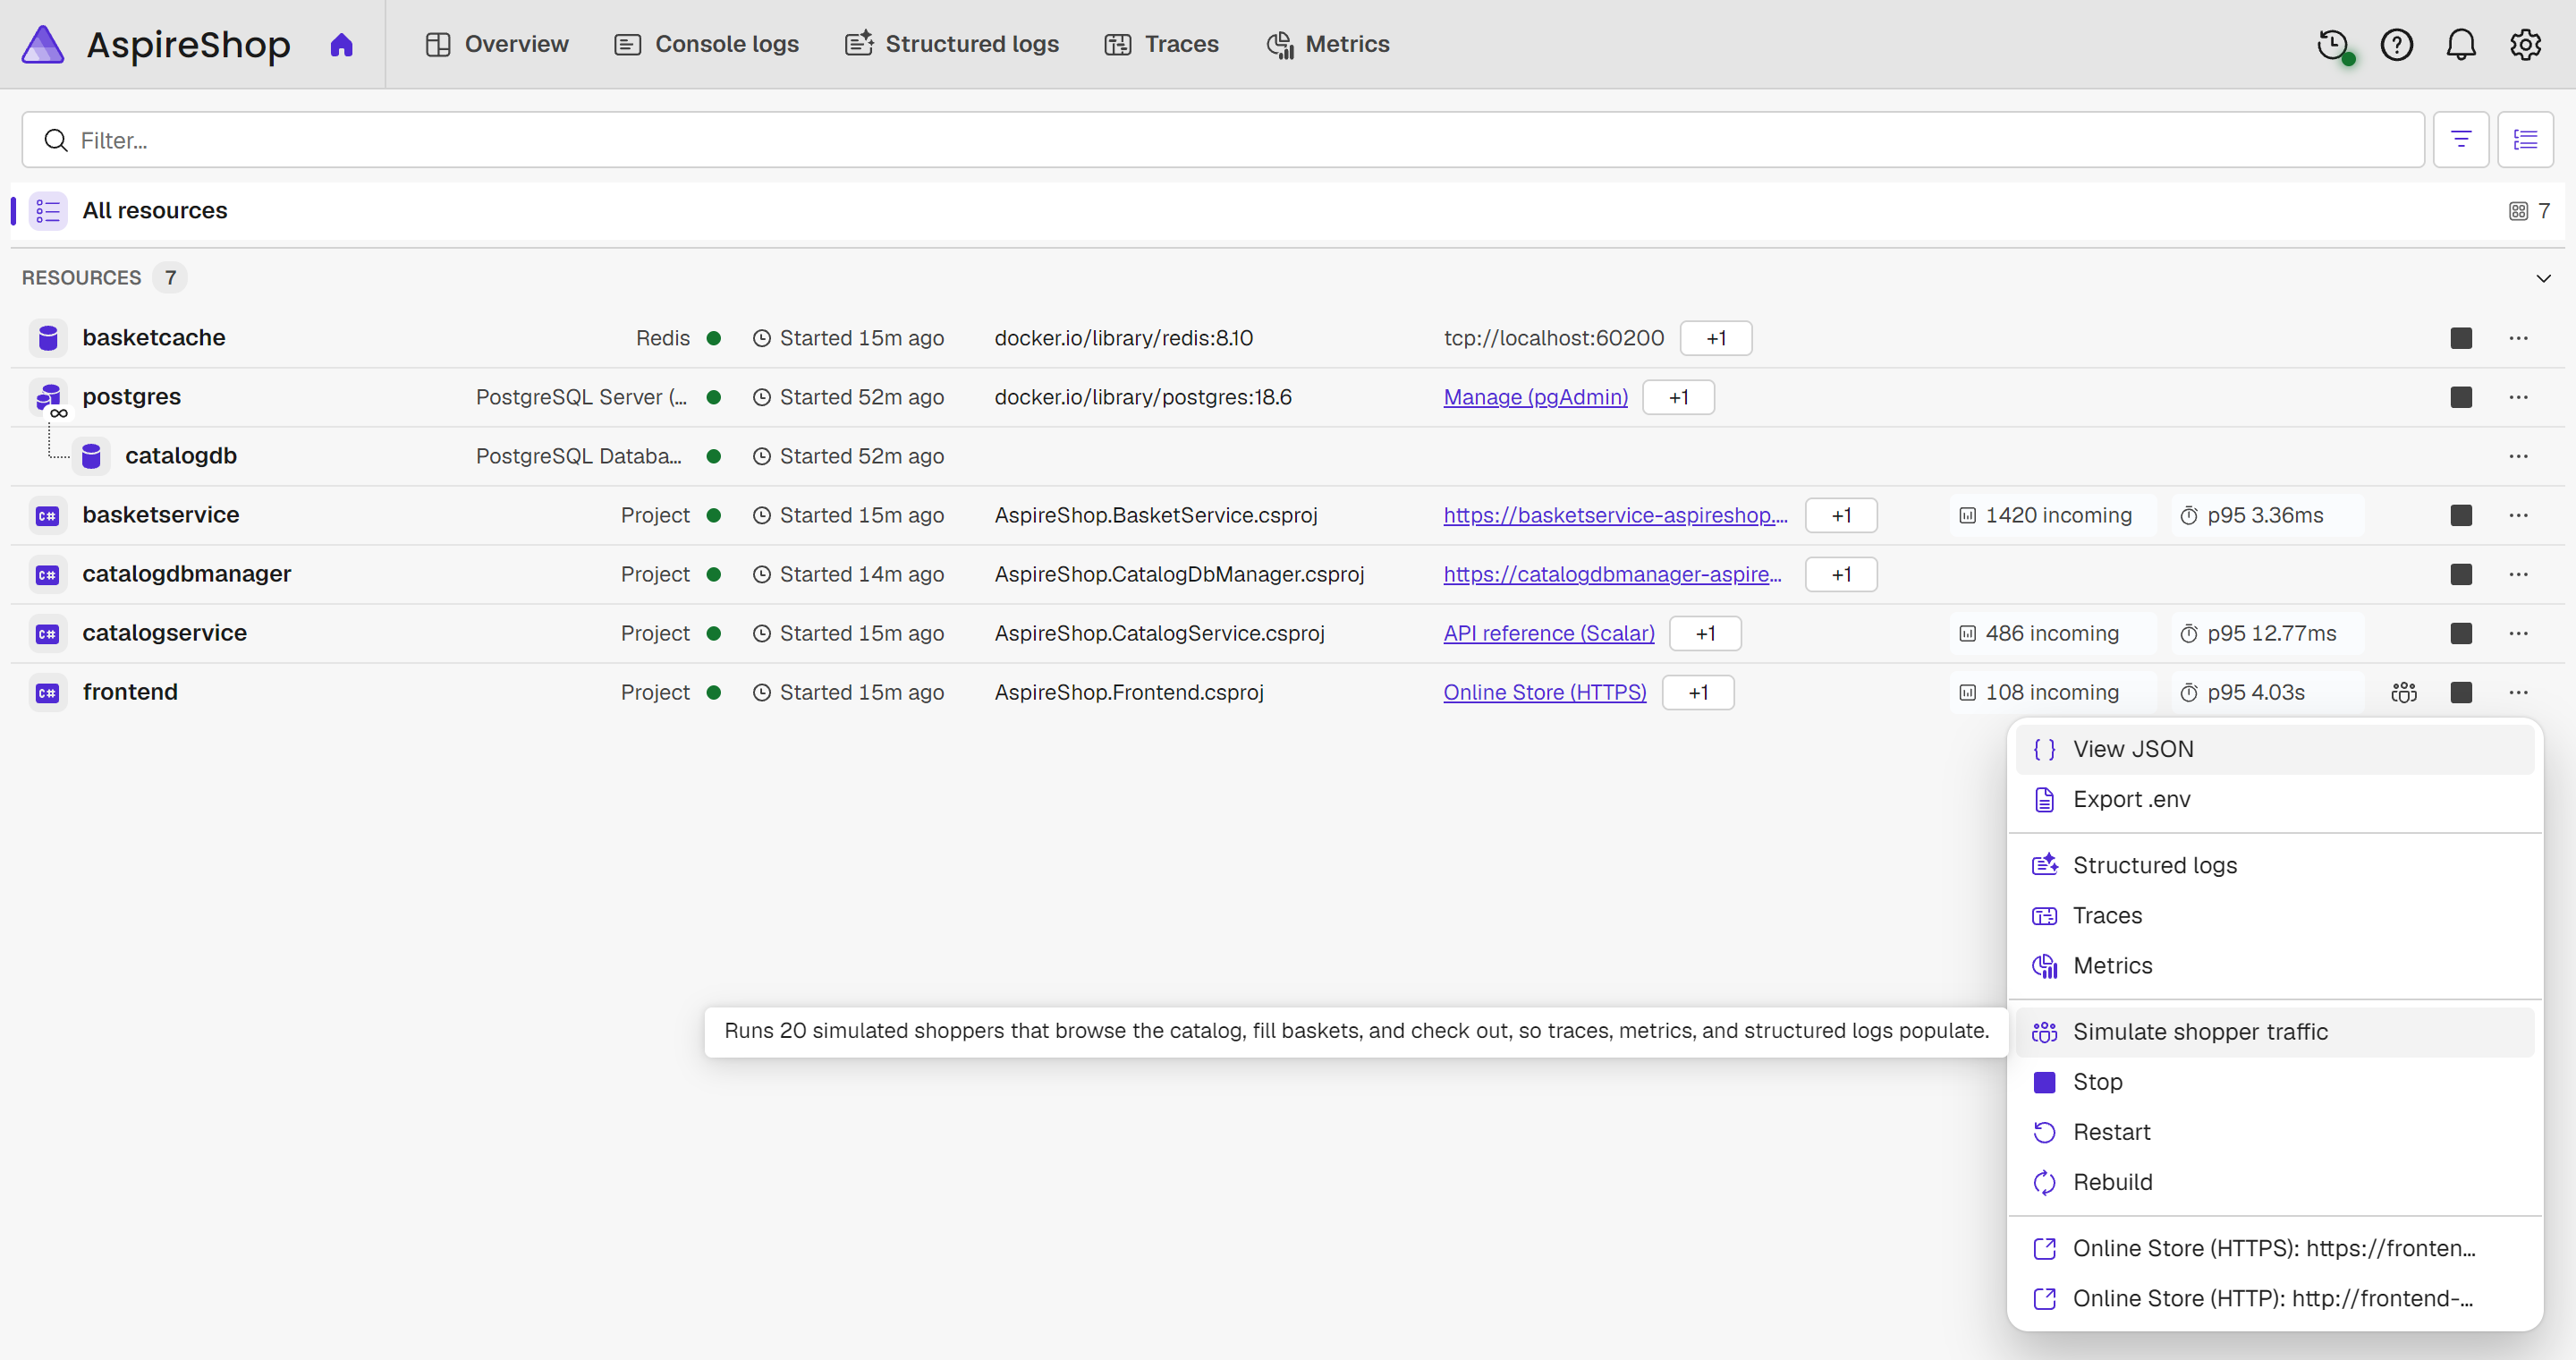 AspireShop Overview Console logs Structured logs Traces Metrics
Filter...
All resources 7
RESOURCES 7
basketcache Redis Started 15m ago docker.io/library/redis:8.10 tcp://localhost:60200 +1
postgres PostgreSQL Server (... Started 52m ago docker.io/library/postgres:18.6 Manage (pgAdmin) +1
catalogdb PostgreSQL Databa... Started 52m ago
basketservice Project Started 15m ago AspireShop.BasketService.csproj https://basketservice-aspireshop.... +1 1420 incoming p95 3.36ms
catalogdbmanager Project Started 14m ago AspireShop.CatalogDbManager.csproj https://catalogdbmanager-aspire... +1
catalogservice Project Started 15m ago AspireShop.CatalogService.csproj API reference (Scalar) +1 486 incoming p95 12.77ms
frontend Project Started 15m ago AspireShop.Frontend.csproj Online Store (HTTPS) +1 108 incoming p95 4.03s
View JSON
Export .env
Structured logs
Traces
Metrics
Runs 20 simulated shoppers that browse the catalog, fill baskets, and check out, so traces, metrics, and structured logs populate.
Simulate shopper traffic
Stop
Restart
Rebuild
Online Store (HTTPS): https://fronten...
Online Store (HTTP): http://frontend-...